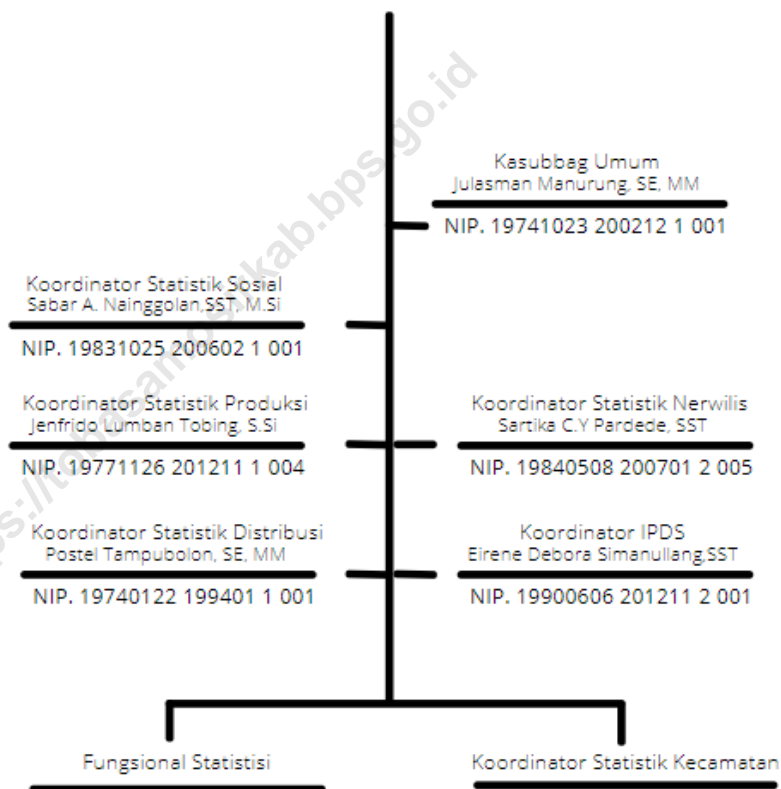 Kasubbag Umum
Julasman Manurung, SE, MM
NIP. 19741023 200212 1 001
Koordinator Statistik Sosial
Sabar A. Nainggolan,SST, M.Si
NIP. 19831025 200602 1 001
Koordinator Statistik Produksi
Jenfrido Lumban Tobing, S.Si
NIP. 19771126 201211 1 004
Koordinator Statistik Nerwilis
Sartika C.Y Pardede, SST
NIP. 19840508 200701 2 005
Koordinator Statistik Distribusi
Postel Tampubolon, SE, MM
NIP. 19740122 199401 1 001
Koordinator IPDS
Eirene Debora Simanullang,SST
NIP. 19900606 201211 2 001
Fungsional Statistisi
Koordinator Statistik Kecamatan